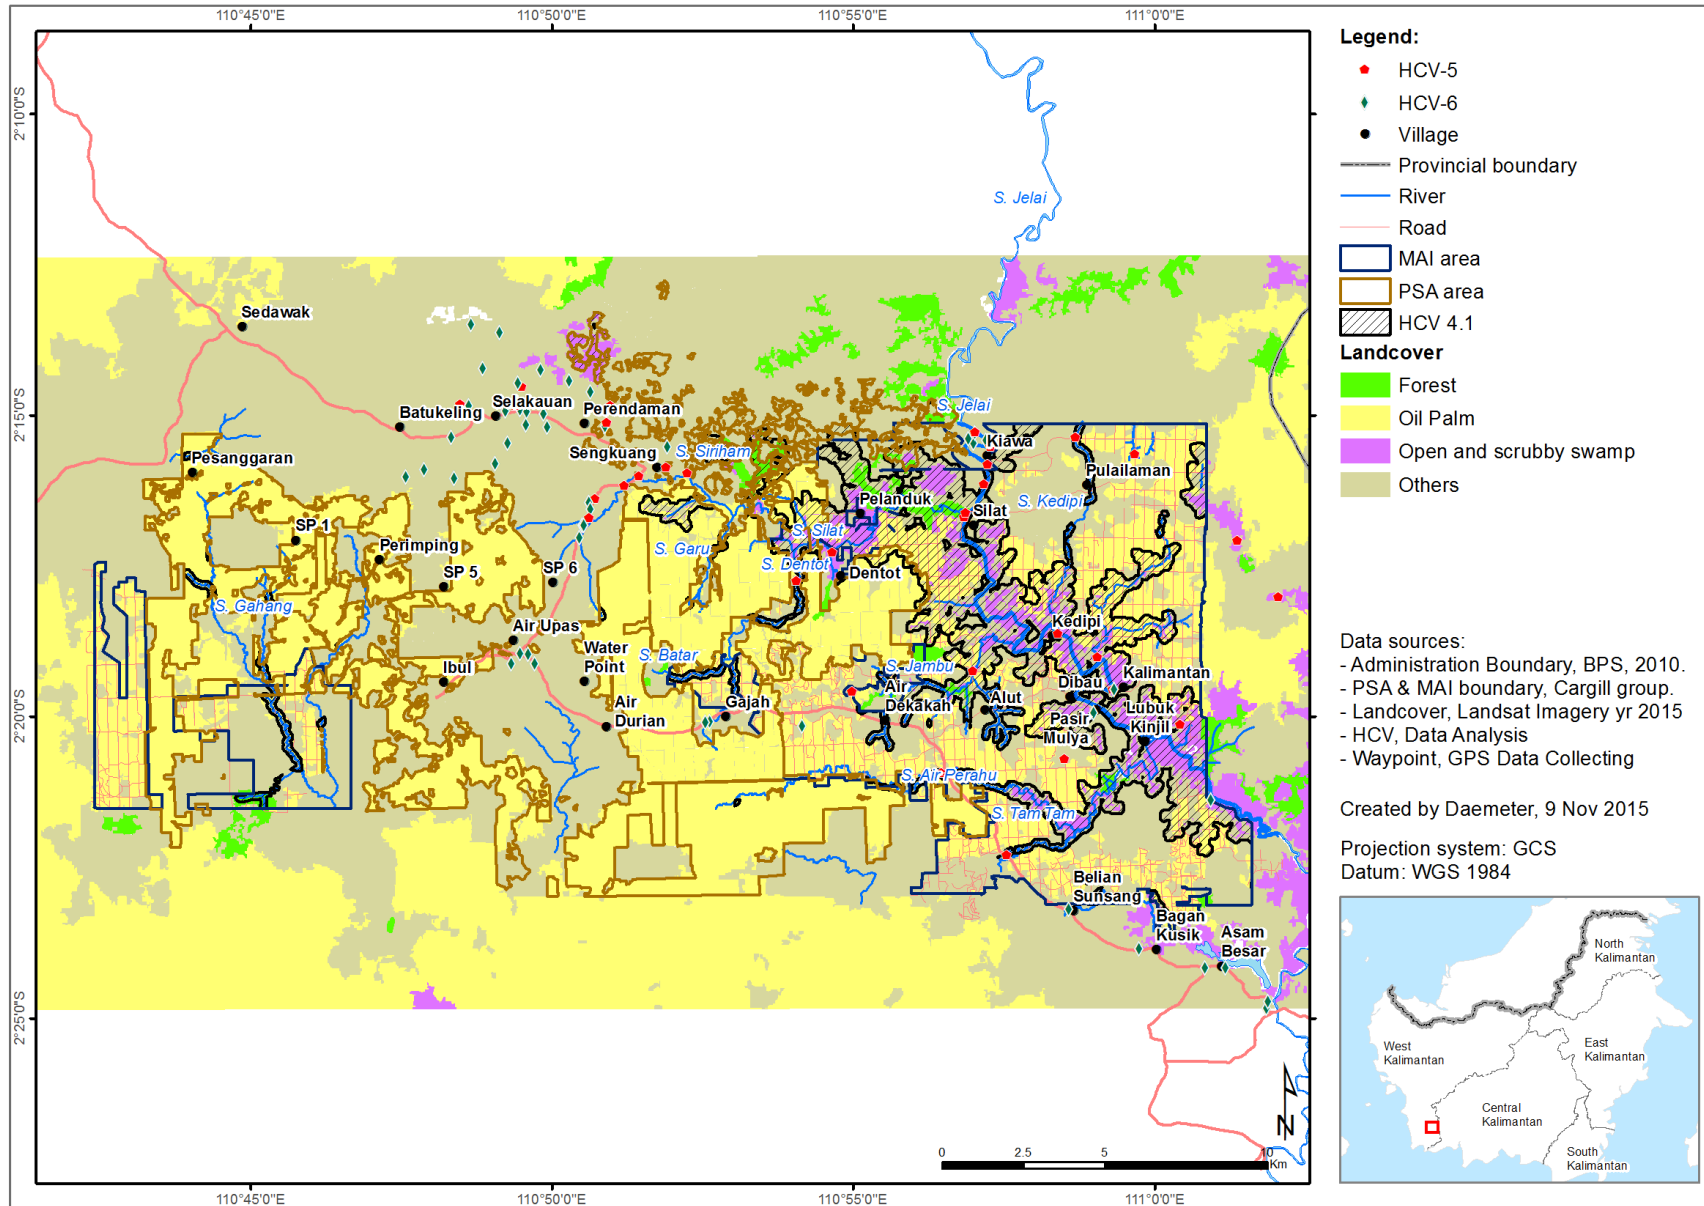 110°45'0"E
110°50'0"E
110°55'0"E
111°0'0"E
2°10'0"S
2°15'0"S
2°20'0"S
2°25'0"S
S. Jelai
Sedawak
Batukeling
Selakauan
Perendaman
S. Jelai
Kiawa
Pesanggaran
Sengkuang
S. Siriham
Pulailaman
Pelanduk
S. Kedipi
Silat
SP 1
S. Silat
Perimping
S. Garu
S. Dentot
SP 5
SP 6
Dentot
S. Gahang
Air Upas
Kedipi
Water
Point
S. Batar
S. Jambu
Ibul
Kalimantan
Dibau
Air
Dekakah
Alut
Air
Durian
Gajah
Lubuk
Kinjil
Pasir
Mulya
S. Air Perahu
S. Tam Tam
Belian
Sunsang
Bagan
Kusik
Asam
Besar
N
0
2.5
5
10
Km
110°45'0"E
110°50'0"E
110°55'0"E
111°0'0"E
Legend:
HCV-5
HCV-6
Village
Provincial boundary
River
Road
MAI area
PSA area
HCV 4.1
Landcover
Forest
Oil Palm
Open and scrubby swamp
Others
Data sources:
- Administration Boundary, BPS, 2010.
- PSA & MAI boundary, Cargill group.
- Landcover, Landsat Imagery yr 2015
- HCV, Data Analysis
- Waypoint, GPS Data Collecting
Created by Daemeter, 9 Nov 2015
Projection system: GCS
Datum: WGS 1984
North
Kalimantan
West
Kalimantan
East
Kalimantan
Central
Kalimantan
South
Kalimantan